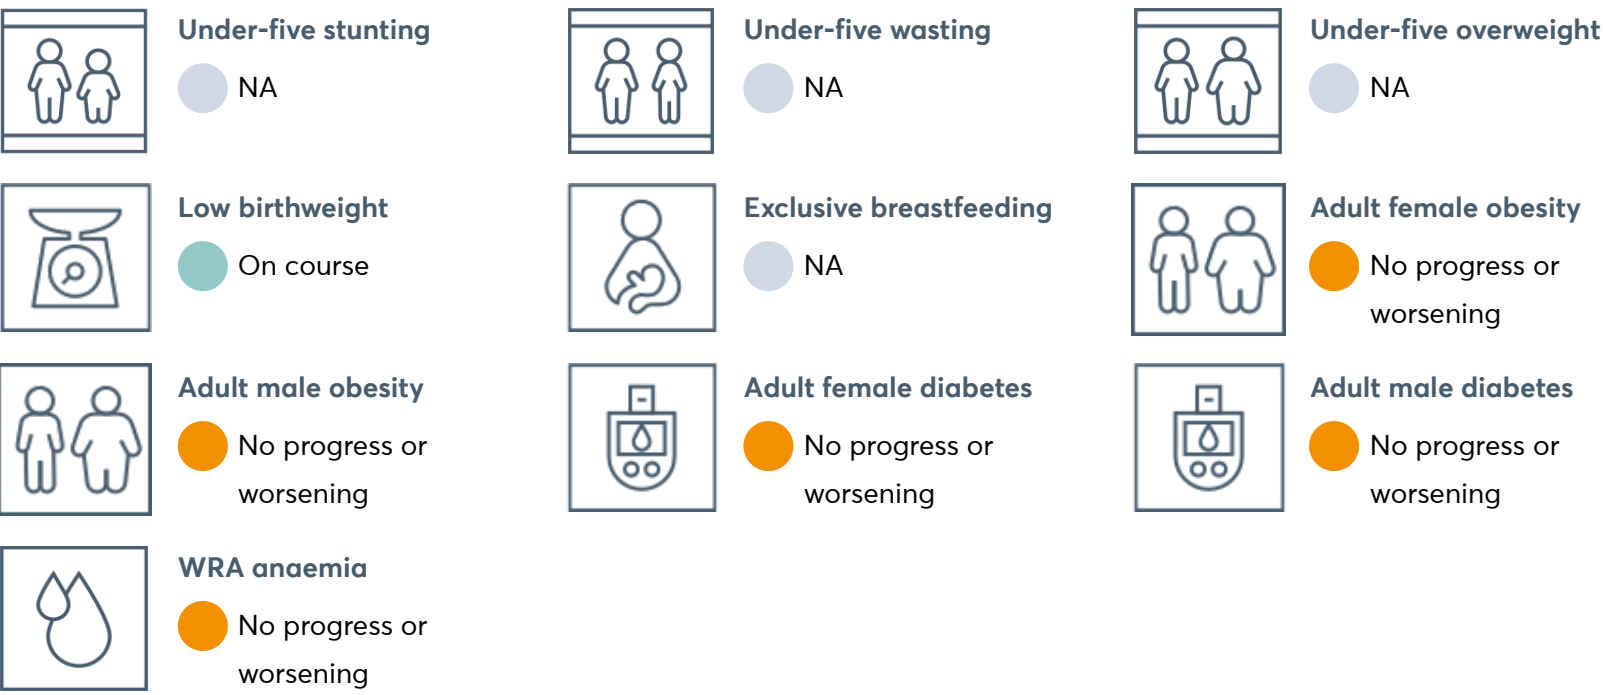 Under-five stunting
NA
Under-five wasting
NA
Under-five overweight
NA
Low birthweight
On course
Exclusive breastfeeding
NA
Adult female obesity
No progress or
worsening
Adult male obesity
No progress or
worsening
Adult female diabetes
No progress or
worsening
Adult male diabetes
No progress or
worsening
WRA anaemia
No progress or
worsening